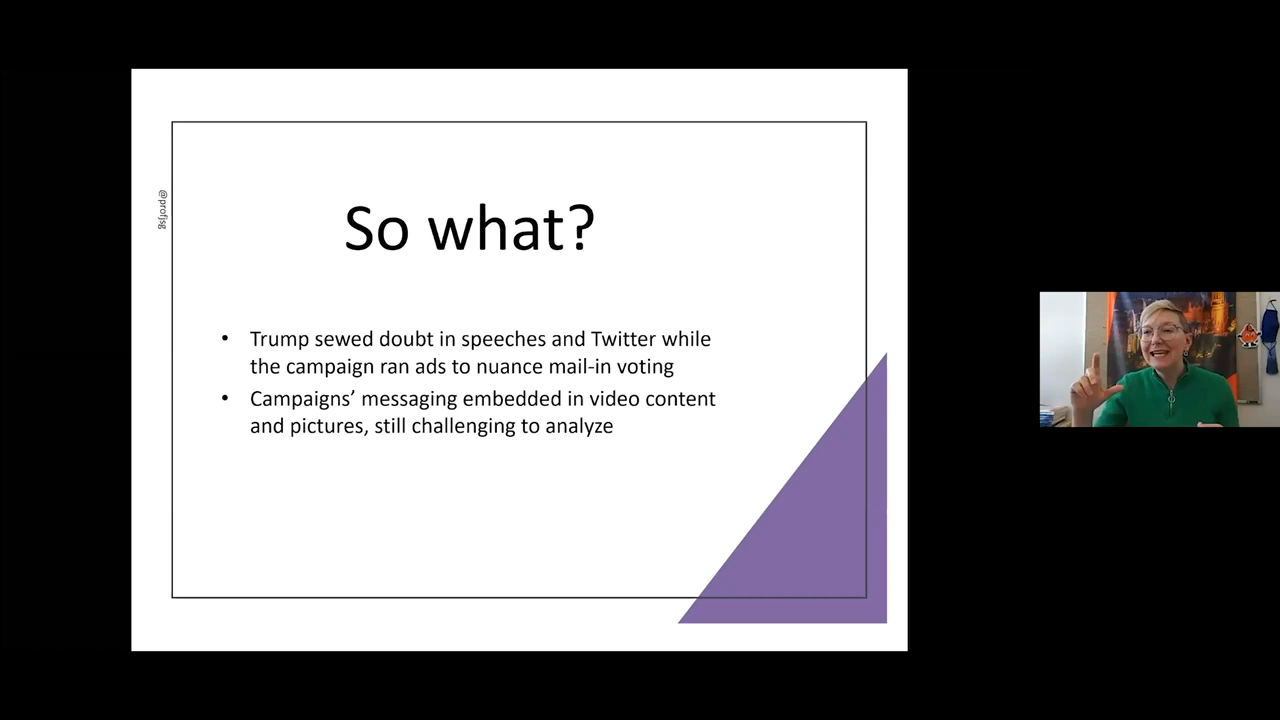 @profjsg
So what?
• Trump sewed doubt in speeches and Twitter while
the campaign ran ads to nuance mail-in voting
• Campaigns’ messaging embedded in video content
and pictures, still challenging to analyze